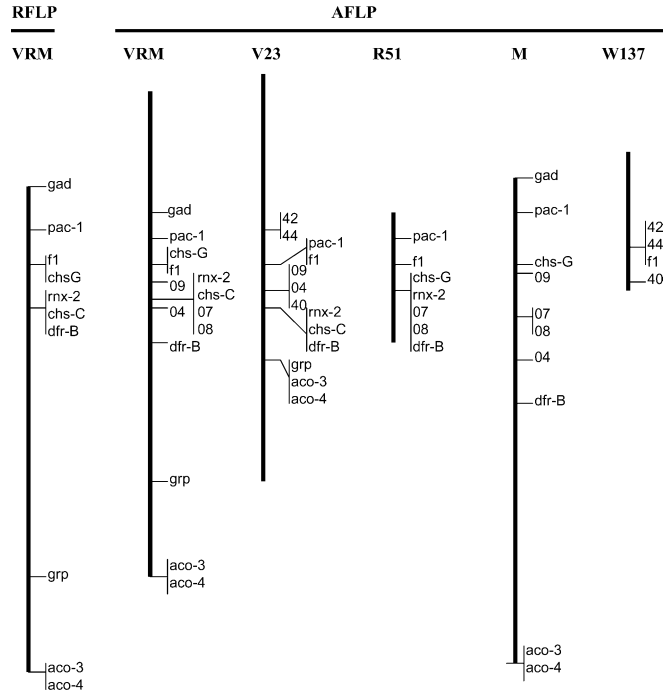 RFLP
AFLP
VRM
VRM
V23
R51
M
W137
gad
pac-1
f1
chsG
rnx-2
chs-C
dfr-B
grp
aco-3
aco-4
gad
pac-1
chs-G
f1
09
rnx-2
chs-C
07
08
04
dfr-B
grp
aco-3
aco-4
42
44
pac-1
f1
09
04
40
rnx-2
chs-C
dfr-B
grp
aco-3
aco-4
pac-1
f1
chs-G
rnx-2
07
08
dfr-B
gad
pac-1
chs-G
09
07
08
04
dfr-B
aco-3
aco-4
42
44
f1
40